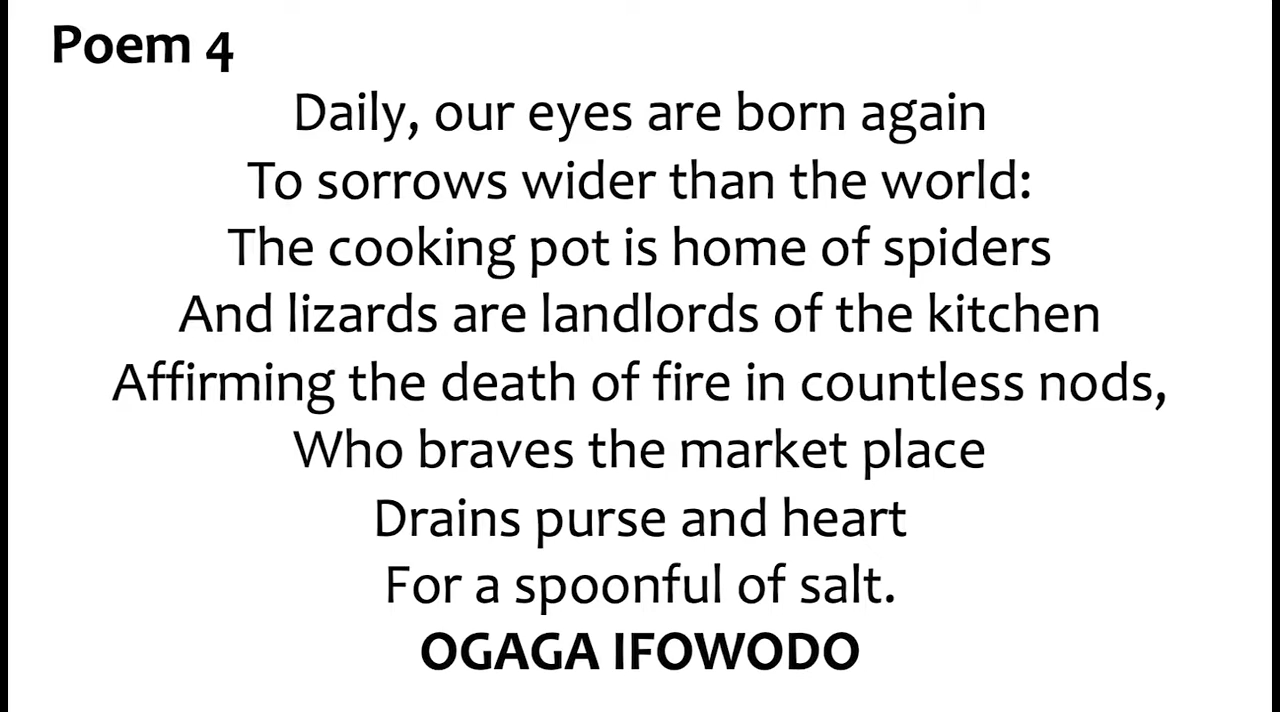 Poem 4
Daily, our eyes are born again
To sorrows wider than the world:
The cooking pot is home of spiders
And lizards are landlords of the kitchen
Affirming the death of fire in countless nods,
Who braves the market place
Drains purse and heart
For a spoonful of salt.
OGAGA IFOWODO